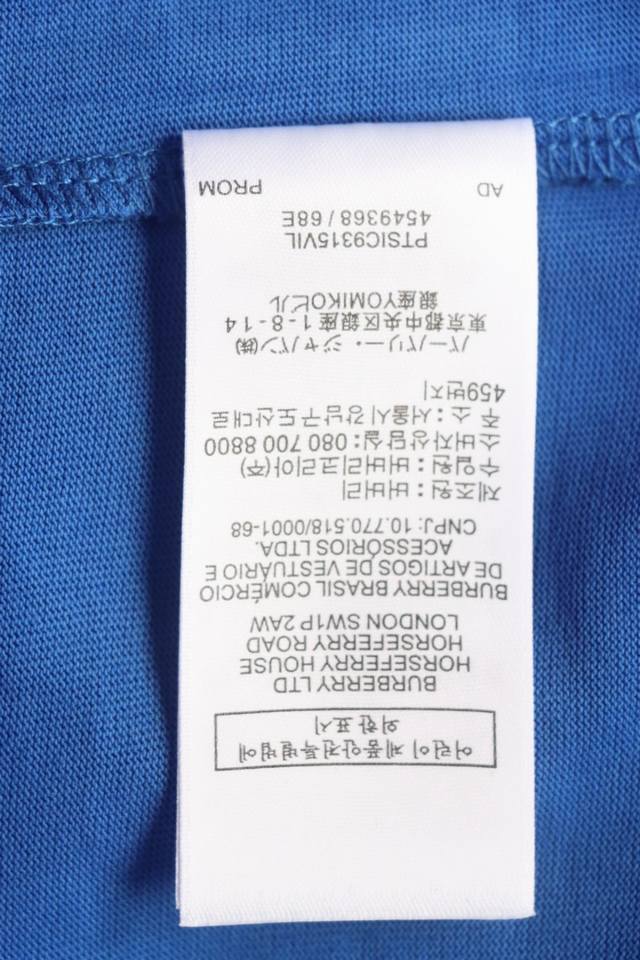 어린이 제품안전특별법에
의한 표시
BURBERRY LTD
HORSEFERRY HOUSE
HORSEFERRY ROAD
LONDON SW1P 2AW
BURBERRY BRASIL COMÉRCIO
DE ARTIGOS DE VESTUÁRIO E
ACESSÓRIOS LTDA.
CNPJ: 10.770.518/0001-68
제조원 : 버버리
수입원 : 버버리코리아(주)
소비자상담실 : 080 700 8800
주 소 : 서울시 강남구 도산대로
459번지
バーバリー・ジャパン㈱
東京都中央区銀座 1-8-14
銀座YOMIKOビル
PTSIC9315VIL
4549368 / 68E
AD PROM